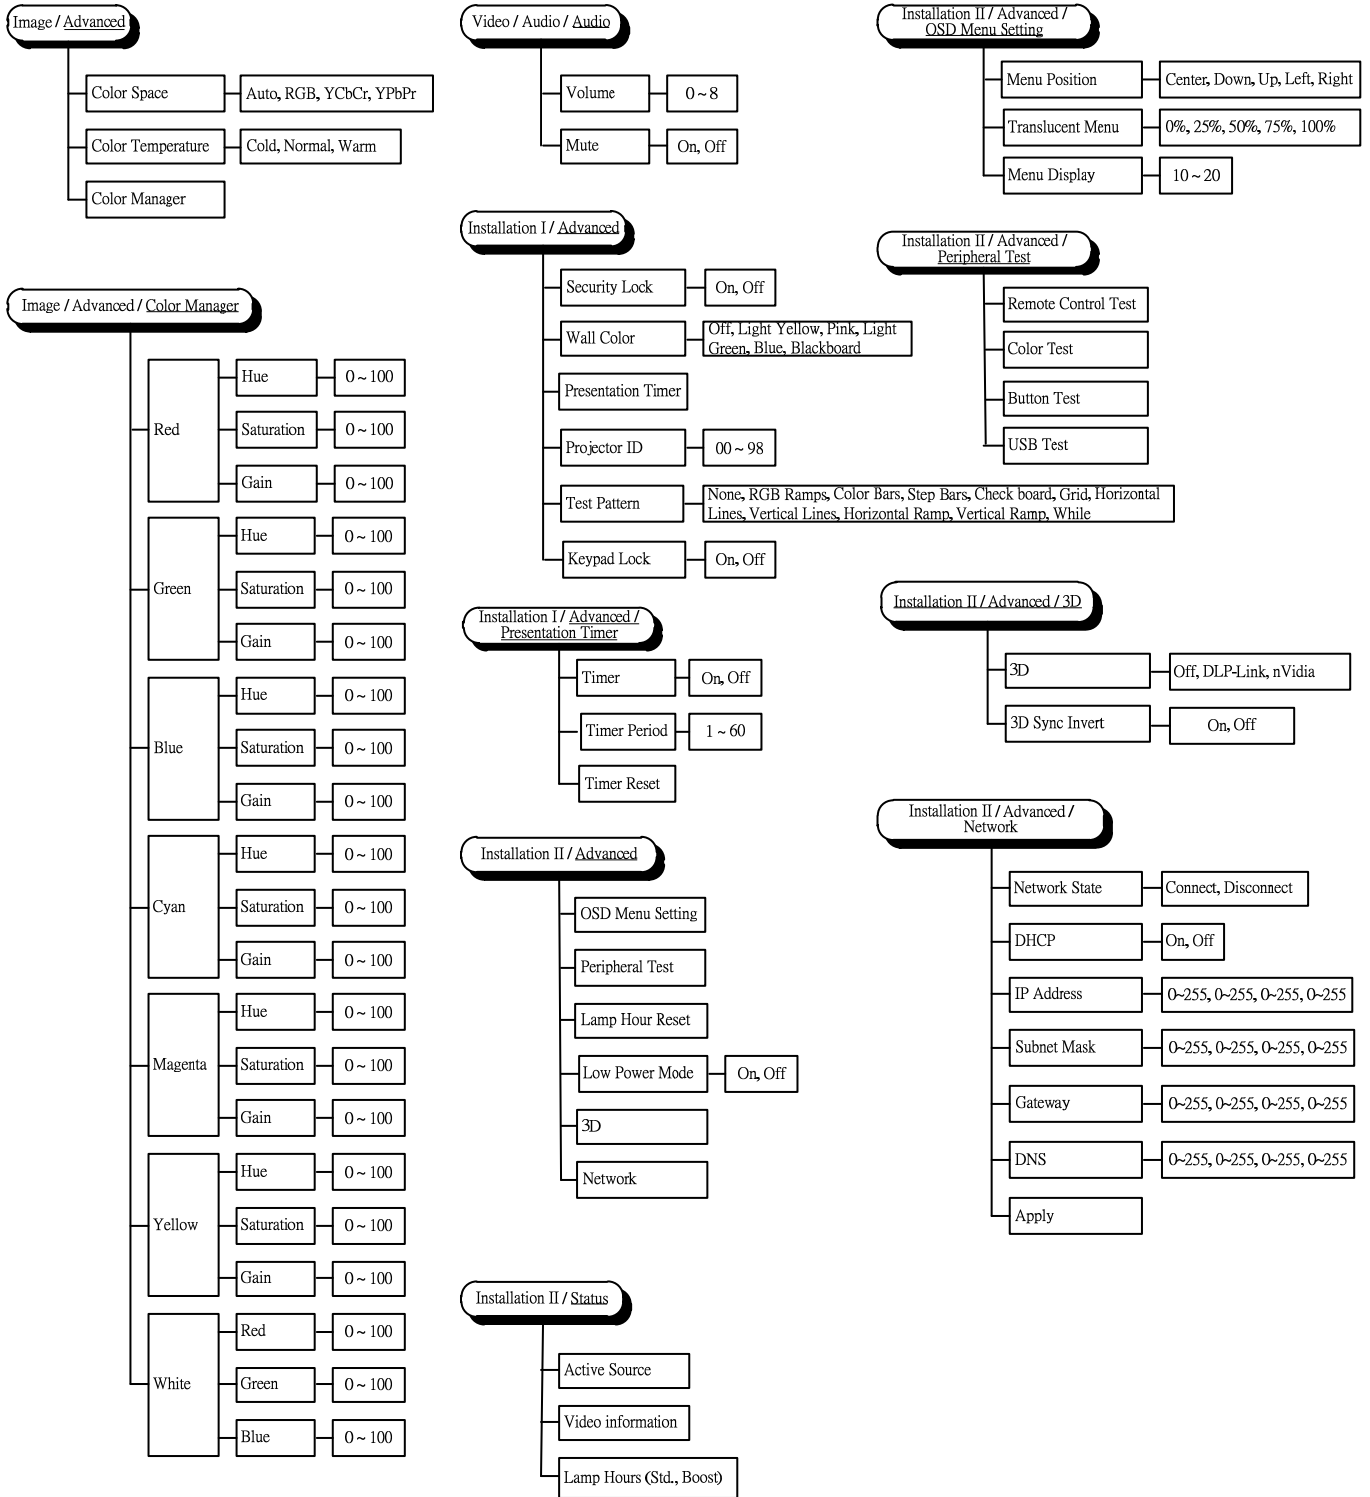 Image / Advanced
Color Space
Auto, RGB, YCbCr, YPbPr
Color Temperature
Cold, Normal, Warm
Color Manager
Image / Advanced / Color Manager
Red
Hue
0 ~ 100
Saturation
0 ~ 100
Gain
0 ~ 100
Green
Hue
0 ~ 100
Saturation
0 ~ 100
Gain
0 ~ 100
Blue
Hue
0 ~ 100
Saturation
0 ~ 100
Gain
0 ~ 100
Cyan
Hue
0 ~ 100
Saturation
0 ~ 100
Gain
0 ~ 100
Magenta
Hue
0 ~ 100
Saturation
0 ~ 100
Gain
0 ~ 100
Yellow
Hue
0 ~ 100
Saturation
0 ~ 100
Gain
0 ~ 100
White
Red
0 ~ 100
Green
0 ~ 100
Blue
0 ~ 100
Video / Audio / Audio
Volume
0 ~ 8
Mute
On, Off
Installation I / Advanced
Security Lock
On, Off
Wall Color
Off, Light Yellow, Pink, Light
Green, Blue, Blackboard
Presentation Timer
Projector ID
00 ~ 98
Test Pattern
None, RGB Ramps, Color Bars, Step Bars, Check board, Grid, Horizontal
Lines, Vertical Lines, Horizontal Ramp, Vertical Ramp, While
Keypad Lock
On, Off
Installation I / Advanced /
Presentation Timer
Timer
On, Off
Timer Period
1 ~ 60
Timer Reset
Installation II / Advanced
OSD Menu Setting
Peripheral Test
Lamp Hour Reset
Low Power Mode
On, Off
3D
Network
Installation II / Status
Active Source
Video information
Lamp Hours (Std., Boost)
Installation II / Advanced /
OSD Menu Setting
Menu Position
Center, Down, Up, Left, Right
Translucent Menu
0%, 25%, 50%, 75%, 100%
Menu Display
10 ~ 20
Installation II / Advanced /
Peripheral Test
Remote Control Test
Color Test
Button Test
USB Test
Installation II / Advanced / 3D
3D
Off, DLP-Link, nVidia
3D Sync Invert
On, Off
Installation II / Advanced /
Network
Network State
Connect, Disconnect
DHCP
On, Off
IP Address
0~255, 0~255, 0~255, 0~255
Subnet Mask
0~255, 0~255, 0~255, 0~255
Gateway
0~255, 0~255, 0~255, 0~255
DNS
0~255, 0~255, 0~255, 0~255
Apply